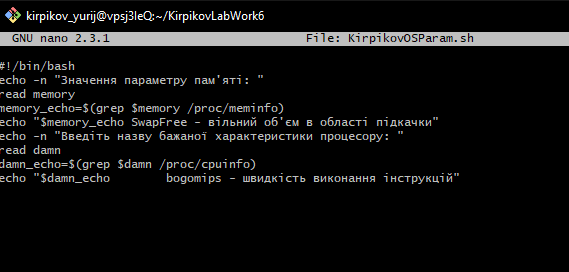 kirpikov_yurij@vpsj3leQ:~/KirpikovLabWork6
GNU nano 2.3.1 File: KirpikovOSParam.sh
#!/bin/bash
echo -n "Значення параметру пам'яті: "
read memory
memory_echo=$(grep $memory /proc/meminfo)
echo "$memory_echo SwapFree - вільний об'єм в області підкачки"
echo -n "Введіть назву бажаної характеристики процесору: "
read damn
damn_echo=$(grep $damn /proc/cpuinfo)
echo "$damn_echo        bogomips - швидкість виконання інструкцій"